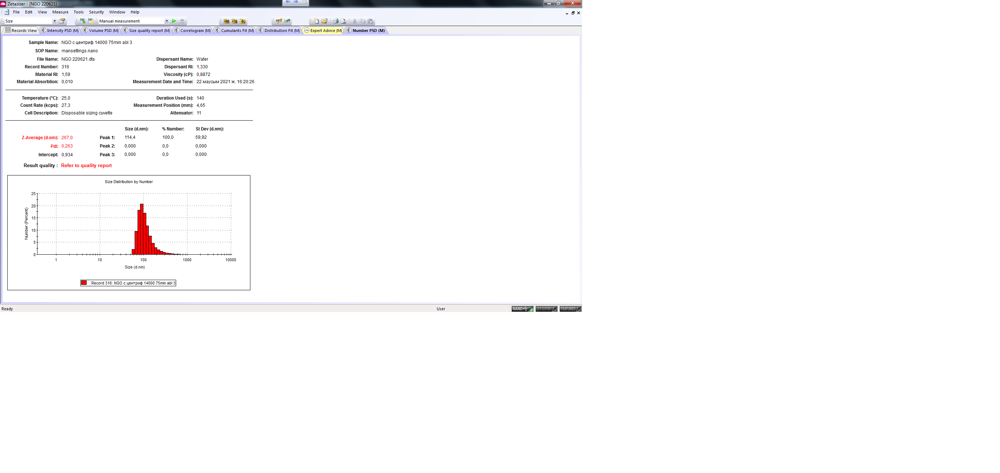 Zetasizer - [NGO 220621]
File Edit View Measure Tools Security Window Help
Size Manual measurement
Records View Intensity PSD (M) Volume PSD (M) Size quality report (M) Correlogram (M) Cumulants Fit (M) Distribution Fit (M) Expert Advice (M) Number PSD (M)
Sample Name: NGO с центриф 14000 75min abl 3
SOP Name: mansettings.nano
File Name: NGO 220621.dts Dispersant Name: Water
Record Number: 316 Dispersant RI: 1,330
Material RI: 1,59 Viscosity (cP): 0,8872
Material Absorbtion: 0,010 Measurement Date and Time: 22 маусым 2021 ж. 16:20:26
Temperature (°C): 25,0 Duration Used (s): 140
Count Rate (kcps): 27,3 Measurement Position (mm): 4,65
Cell Description: Disposable sizing cuvette Attenuator: 11
Size (d.nm): % Number: St Dev (d.nm):
Z-Average (d.nm): 267,0 Peak 1: 114,4 100,0 59,92
PdI: 0,263 Peak 2: 0,000 0,0 0,000
Intercept: 0,934 Peak 3: 0,000 0,0 0,000
Result quality : Refer to quality report
Size Distribution by Number
Number (Percent)
25
20
15
10
5
0
1 10 100 1000 10000
Size (d.nm)
Record 316: NGO с центриф 14000 75min abl 3
Ready User NANO 21 CFR FEATURES